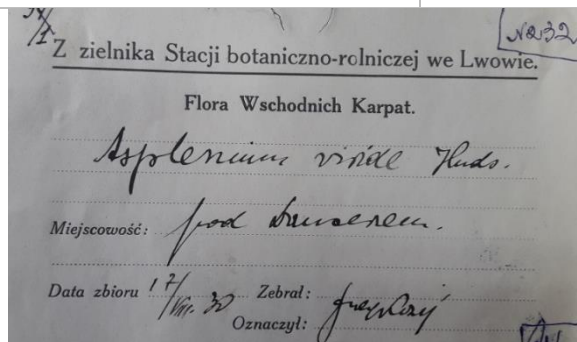 N232
Z zielnika Stacji botaniczno-rolniczej we Lwowie.
Flora Wschodnich Karpat.
Asplenium viride Huds.
Miejscowość: pod
Data zbioru 17/VIII. 30 Zebrał:
Oznaczył: